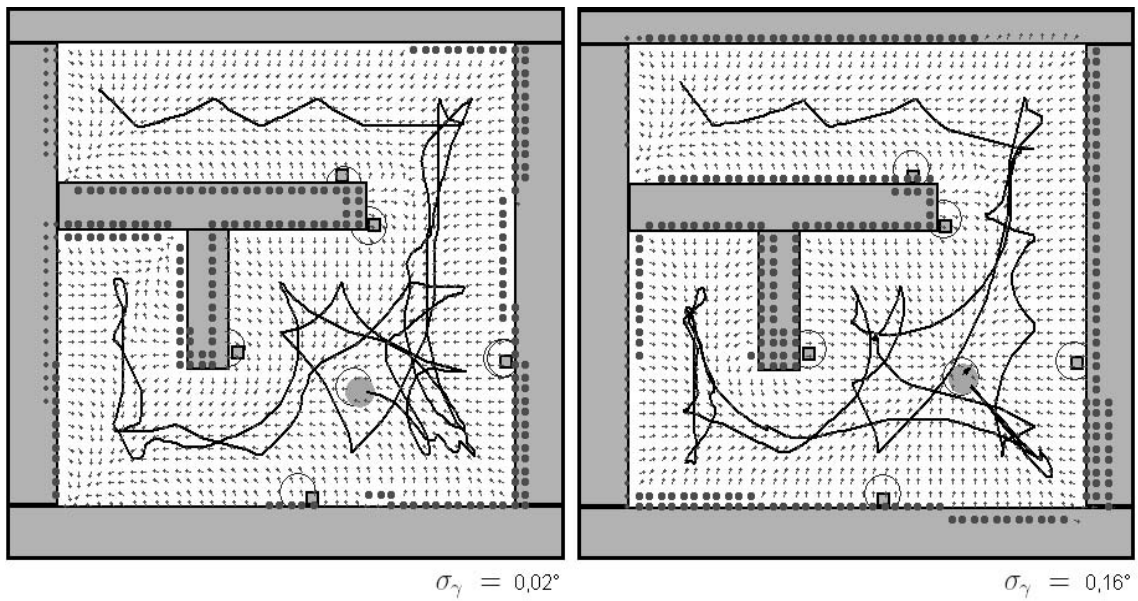 σγ = 0,02°
σγ = 0,16°